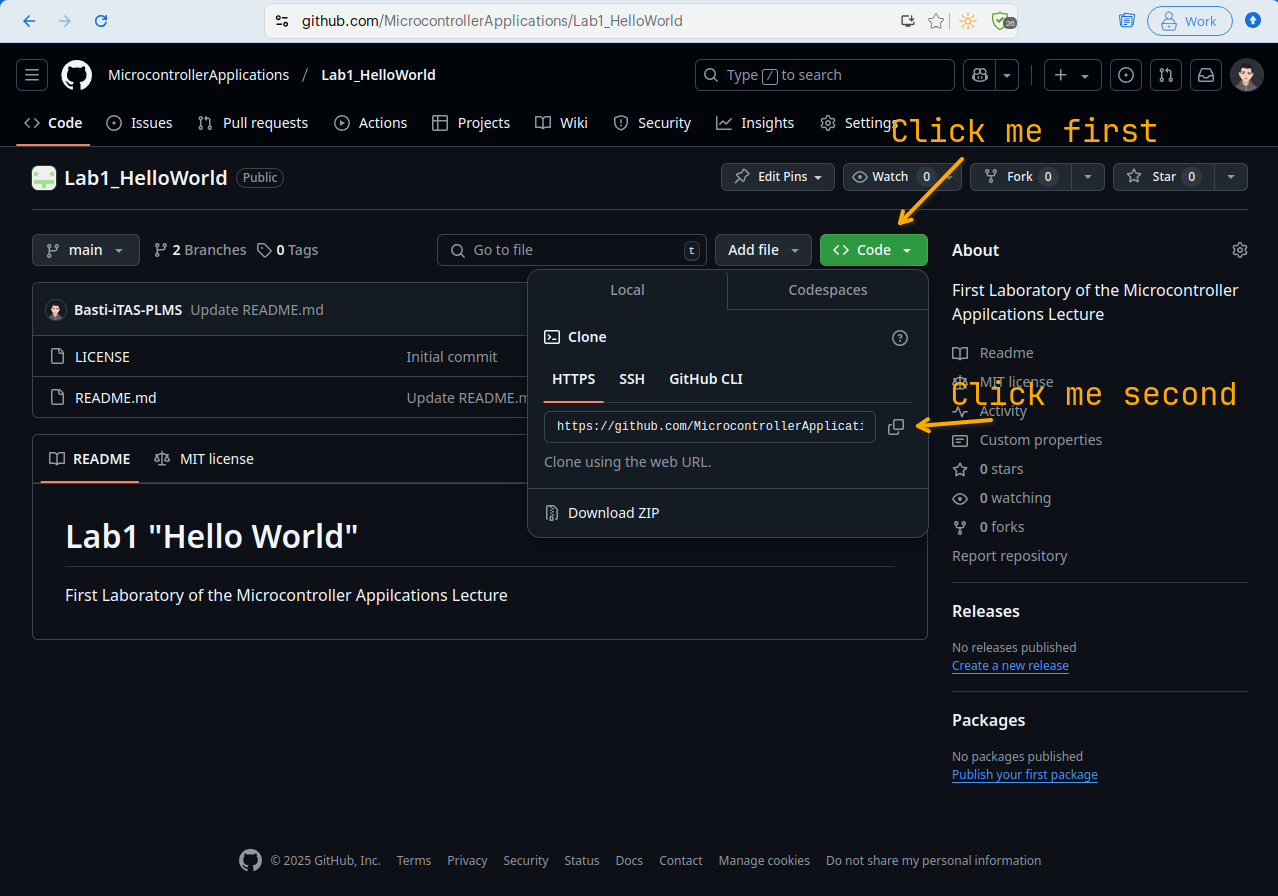 github.com/MicrocontrollerApplications/Lab1_HelloWorld
26
Work
MicrocontrollerApplications / Lab1_HelloWorld
Type / to search
Code Issues Pull requests Actions Projects Wiki Security Insights Settings
Click me first
Lab1_HelloWorld Public
Edit Pins Watch 0 Fork 0 Star 0
main 2 Branches 0 Tags
Go to file t
Add file Code
About
Local Codespaces
First Laboratory of the Microcontroller
Appilcations Lecture
Basti-iTAS-PLMS Update README.md
Clone
LICENSE Initial commit
Readme
HTTPS SSH GitHub CLI
MIT license
Click me second
README.md Update README.m
Activity
https://github.com/MicrocontrollerApplicati
Custom properties
README MIT license
Clone using the web URL.
0 stars
0 watching
Download ZIP
0 forks
Lab1 "Hello World"
Report repository
First Laboratory of the Microcontroller Appilcations Lecture
Releases
No releases published
Create a new release
Packages
No packages published
Publish your first package
© 2025 GitHub, Inc. Terms Privacy Security Status Docs Contact Manage cookies Do not share my personal information